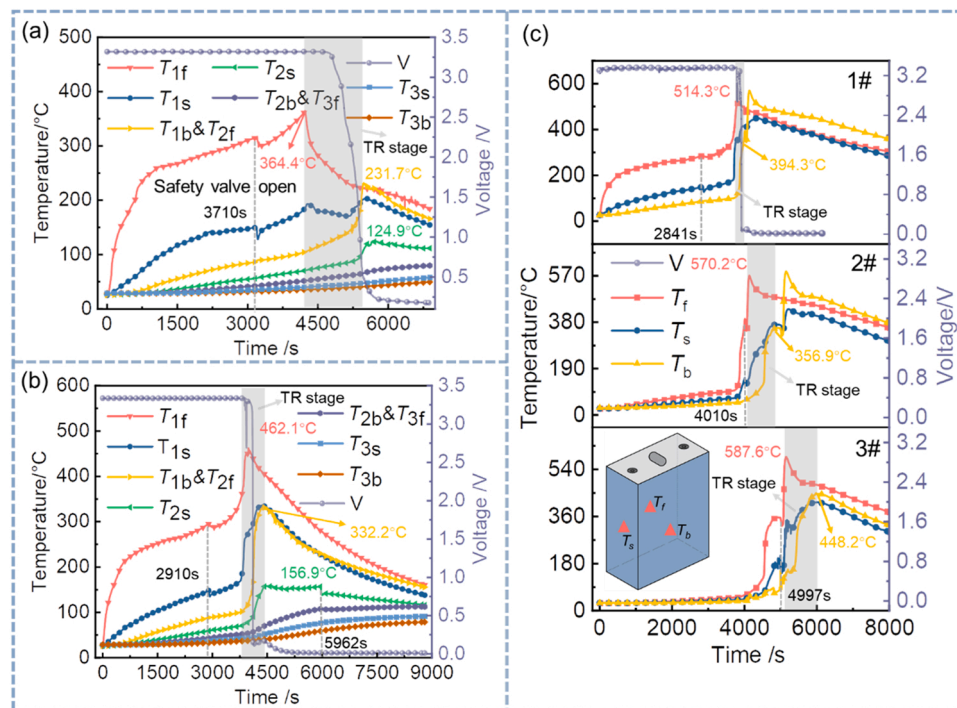 (a)
500
400
300
200
100
0
Temperature/°C
3.5
3.0
2.5
2.0
1.5
1.0
0.5
Voltage /V
T1f
T1s
T1b&T2f
T2s
T2b&T3f
V
T3s
T3b
TR stage
364.4°C
231.7°C
124.9°C
Safety valve open
3710s
0 1500 3000 4500 6000
Time /s
(b)
600
500
400
300
200
100
0
Temperature/°C
3.5
3.0
2.5
2.0
1.5
1.0
0.5
0.0
Voltage /V
T1f
T1s
T1b&T2f
T2s
T2b&T3f
T3s
T3b
V
TR stage
462.1°C
332.2°C
156.9°C
2910s
5962s
0 1500 3000 4500 6000 7500 9000
Time /s
(c)
1#
600
500
400
300
200
100
0
Temperature/°C
3.2
2.4
1.6
0.8
0.0
514.3°C
394.3°C
TR stage
2841s
2#
570
380
190
0
Temperature/°C
3.0
2.4
1.8
1.2
0.6
0.0
Voltage/V
V
Tf
Ts
Tb
570.2°C
356.9°C
TR stage
4010s
3#
540
360
180
0
Temperature/°C
3.0
2.4
1.8
1.2
0.6
0.0
587.6°C
448.2°C
TR stage
4997s
Tf
Ts
Tb
0 2000 4000 6000 8000
Time /s